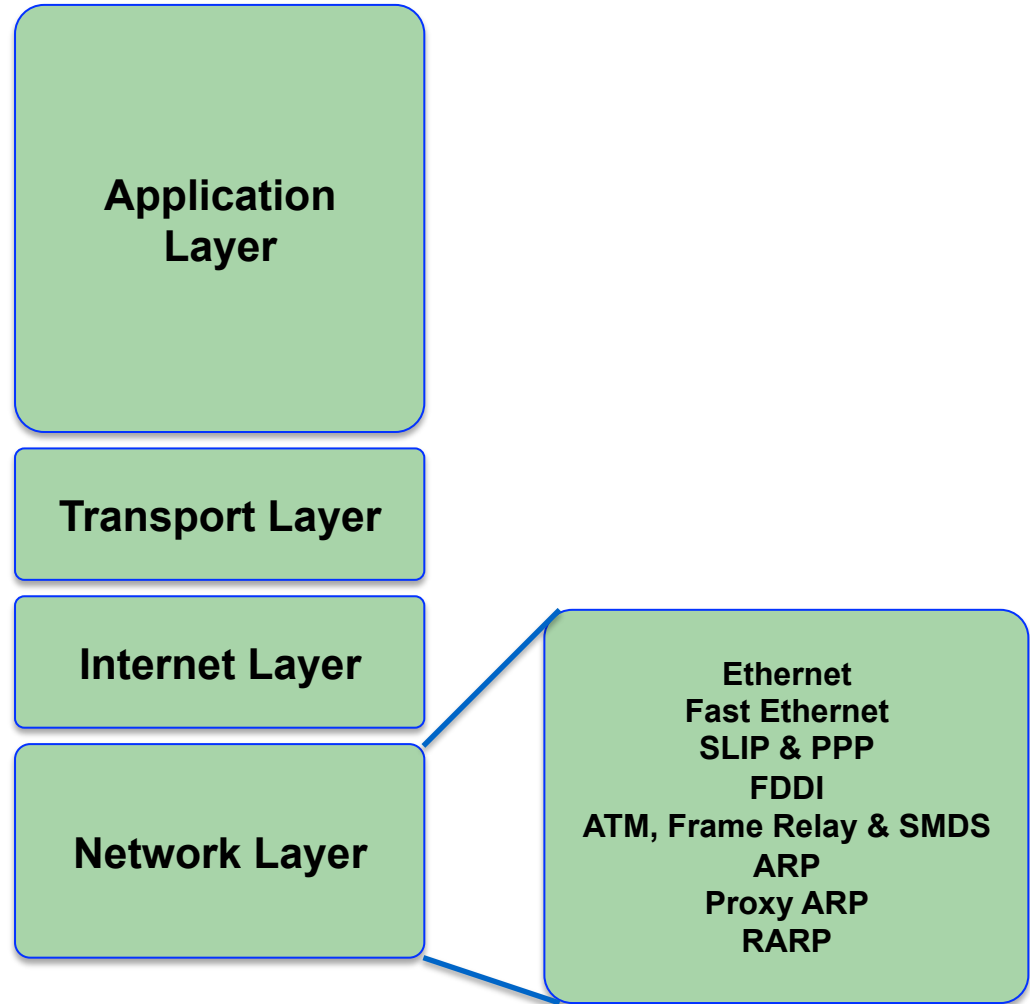 Application
Layer
Transport Layer
Internet Layer
Network Layer
Ethernet
Fast Ethernet
SLIP & PPP
FDDI
ATM, Frame Relay & SMDS
ARP
Proxy ARP
RARP